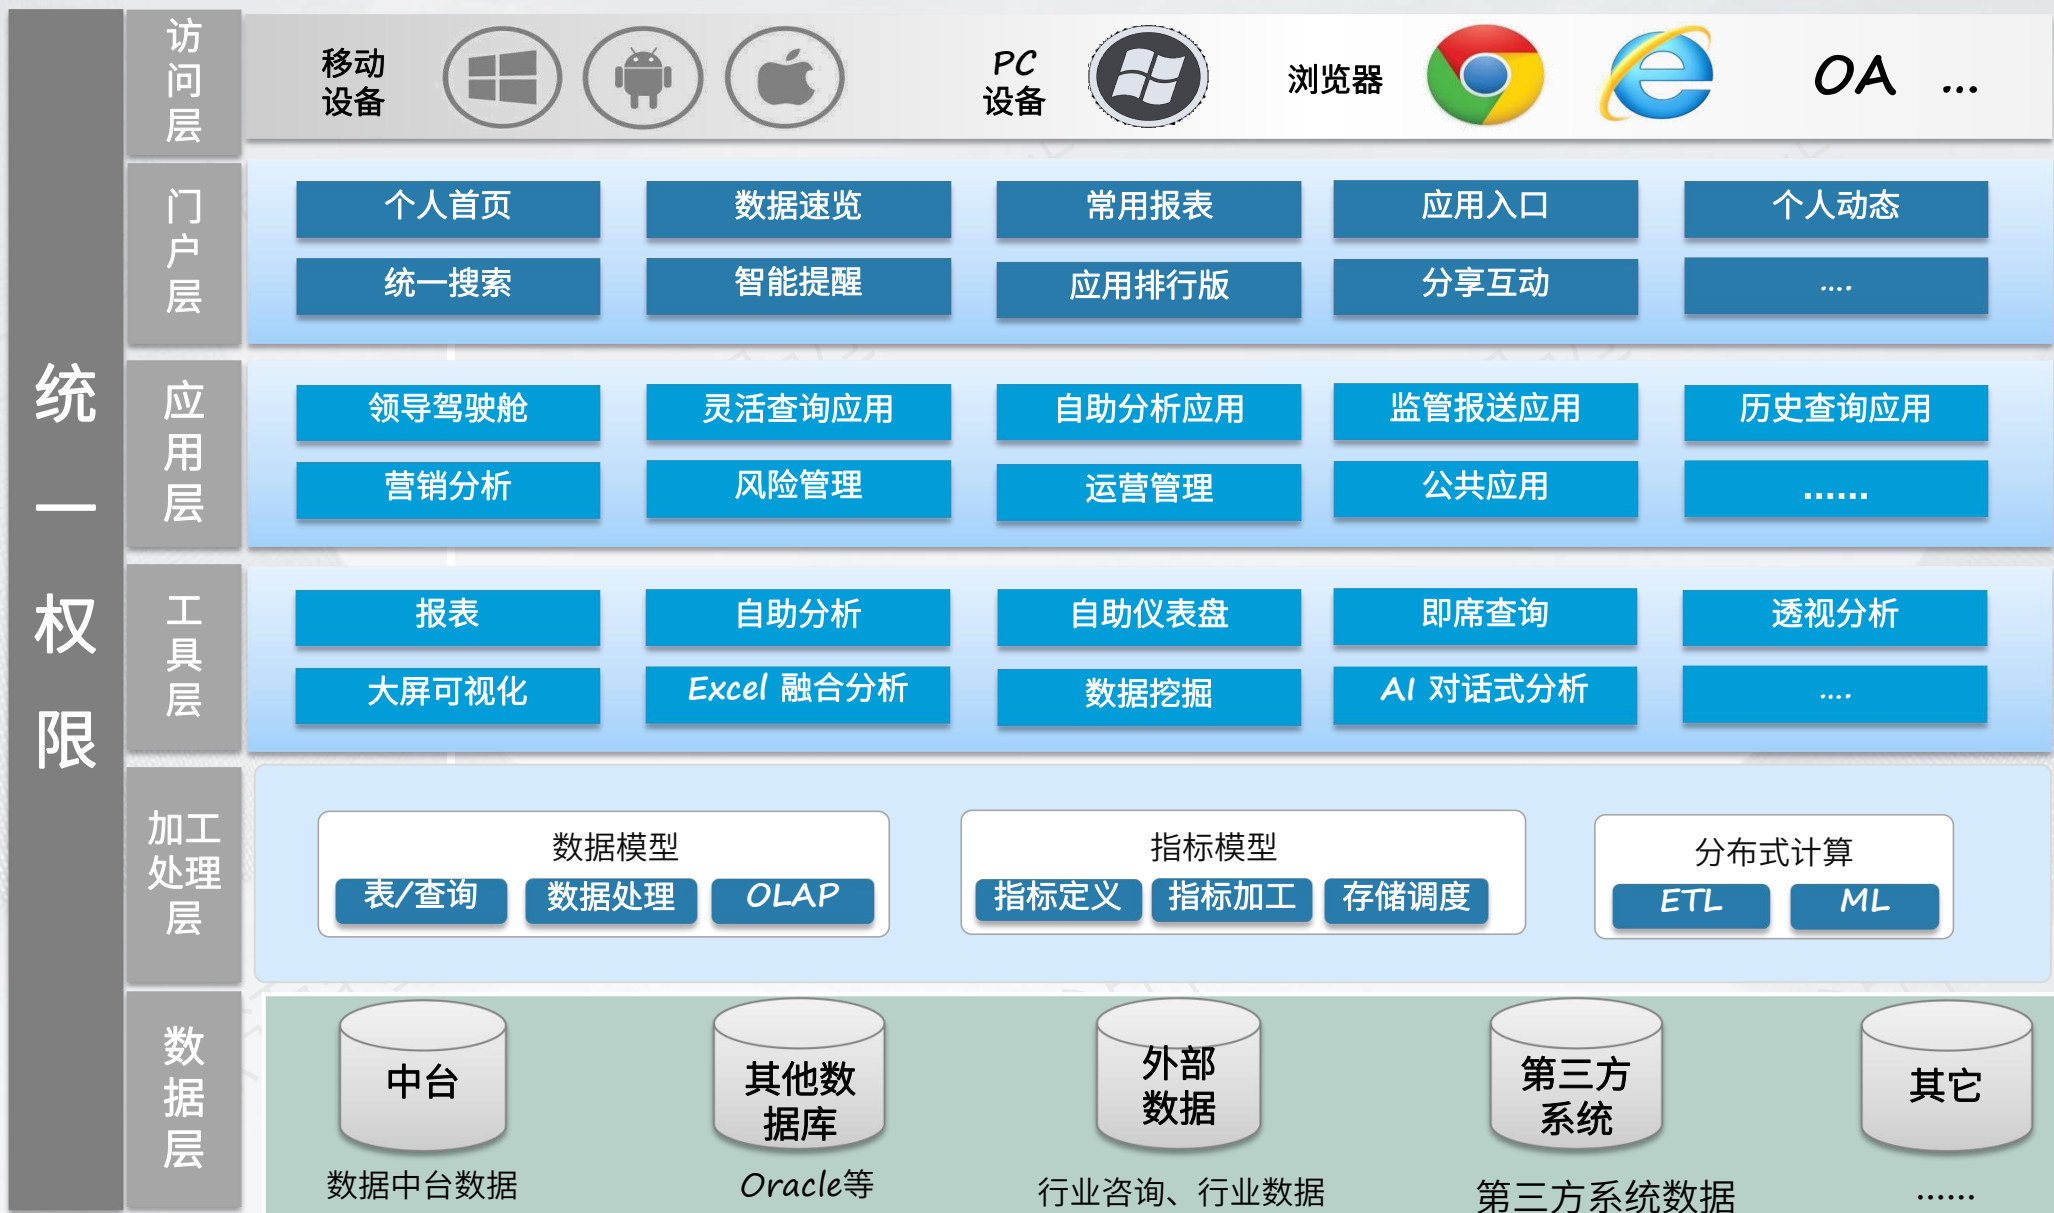 统一权限
访问层
移动
设备
PC
设备
浏览器
OA ...
门户层
个人首页
数据速览
常用报表
应用入口
个人动态
统一搜索
智能提醒
应用排行版
分享互动
....
应用层
领导驾驶舱
灵活查询应用
自助分析应用
监管报送应用
历史查询应用
营销分析
风险管理
运营管理
公共应用
......
工具层
报表
自助分析
自助仪表盘
即席查询
透视分析
大屏可视化
Excel 融合分析
数据挖掘
AI 对话式分析
....
加工
处理
层
数据模型
表/查询
数据处理
OLAP
指标模型
指标定义
指标加工
存储调度
分布式计算
ETL
ML
数据层
中台
其他数
据库
外部
数据
第三方
系统
其它
数据中台数据
Oracle等
行业咨询、行业数据
第三方系统数据
......